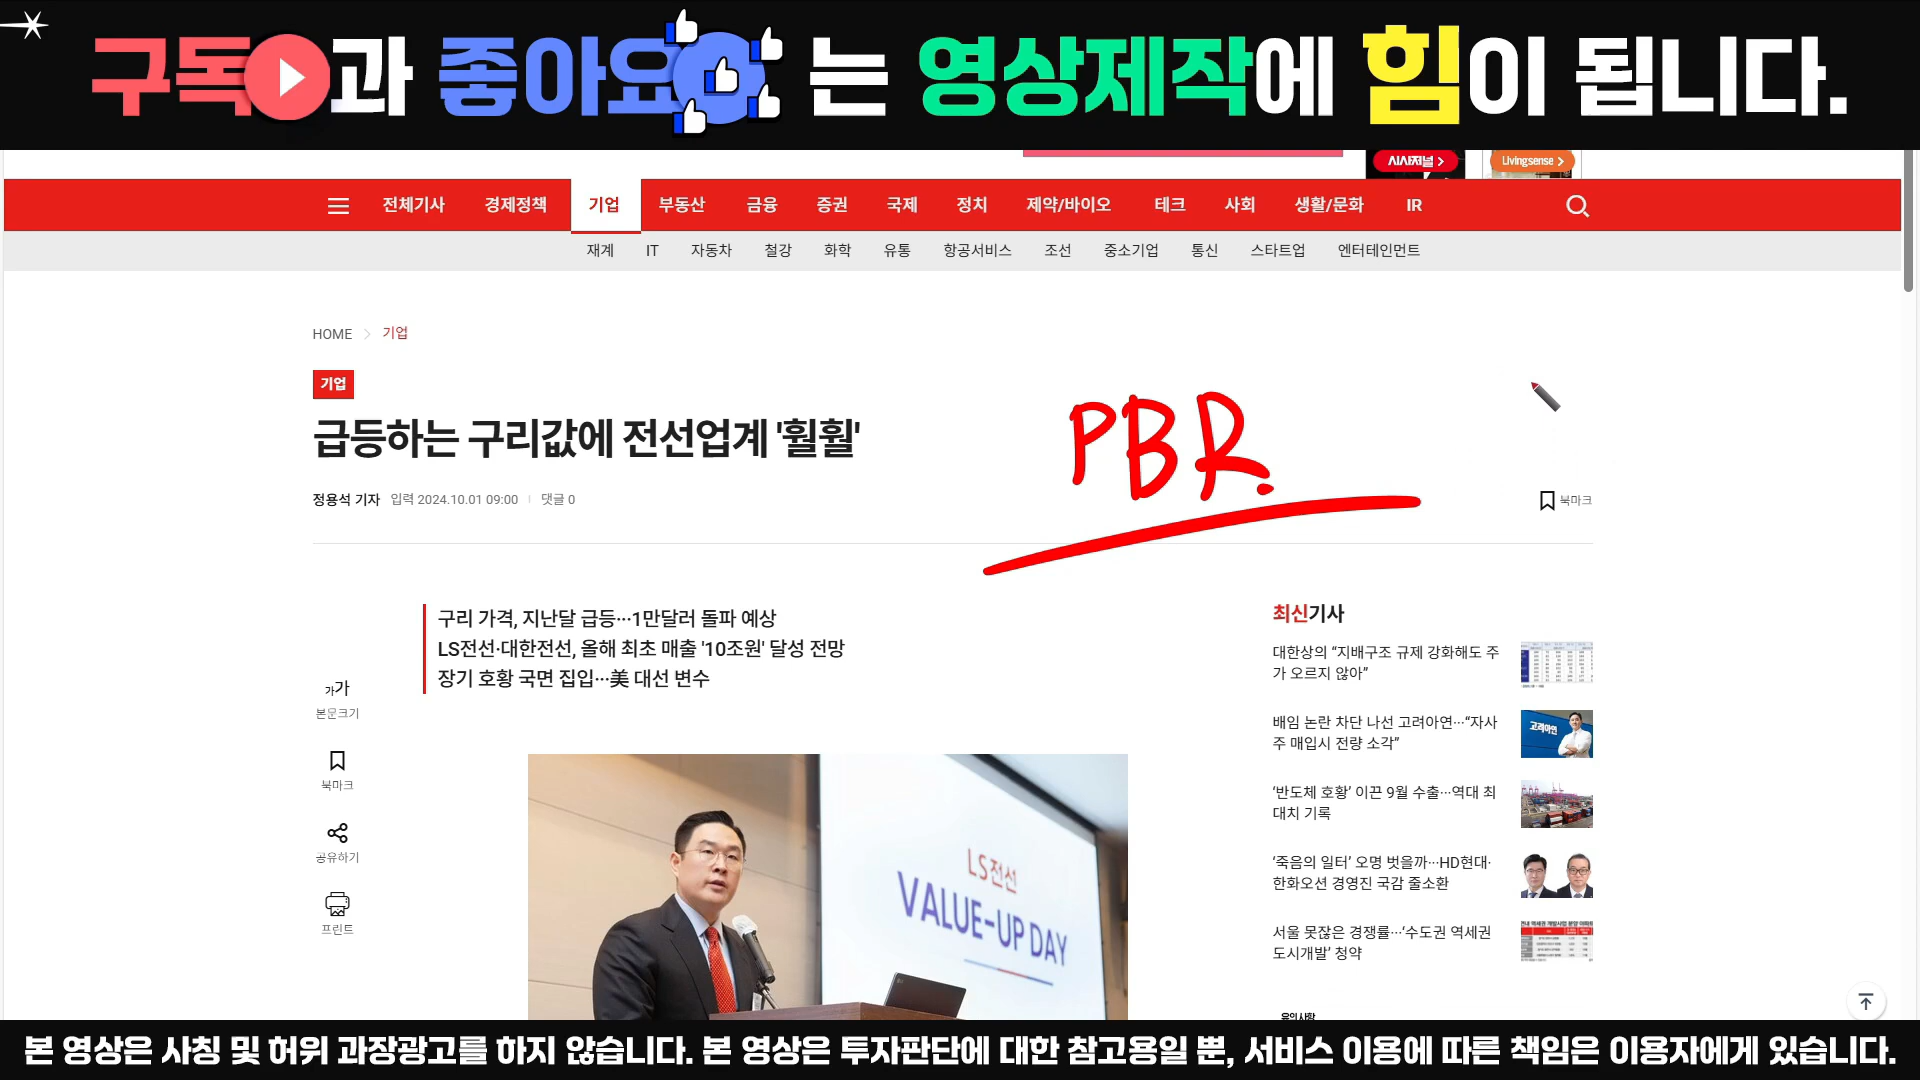 구독과 좋아요는 영상제작에 힘이 됩니다.
시사저널 >
Livingsense >
전체기사 경제정책 기업 부동산 금융 증권 국제 정치 제약/바이오 테크 사회 생활/문화 IR
재계 IT 자동차 철강 화학 유통 항공서비스 조선 중소기업 통신 스타트업 엔터테인먼트
HOME > 기업
기업
급등하는 구리값에 전선업계 '훨훨'
PBR.
정용석 기자 입력 2024.10.01 09:00 댓글 0
북마크
구리 가격, 지난달 급등…1만달러 돌파 예상
LS전선·대한전선, 올해 최초 매출 '10조원' 달성 전망
장기 호황 국면 진입…美 대선 변수
가가
본문크기
북마크
공유하기
프린트
LS전선
VALUE-UP DAY
최신기사
대한상의 “지배구조 규제 강화해도 주
가 오르지 않아”
배임 논란 차단 나선 고려아연…“자사
주 매입시 전량 소각”
고려아연
‘반도체 호황’ 이끈 9월 수출…역대 최
대치 기록
‘죽음의 일터’ 오명 벗을까…HD현대·
한화오션 경영진 국감 줄소환
서울 못잖은 경쟁률…‘수도권 역세권
도시개발’ 청약
본 영상은 사칭 및 허위 과장광고를 하지 않습니다. 본 영상은 투자판단에 대한 참고용일 뿐, 서비스 이용에 따른 책임은 이용자에게 있습니다.